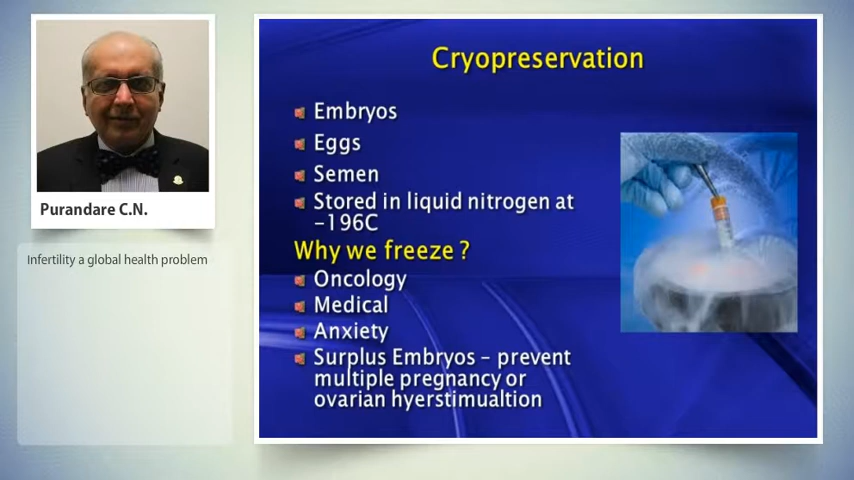 Cryopreservation
Embryos
Eggs
Semen
Stored in liquid nitrogen at
−196C
Why we freeze ?
Oncology
Medical
Anxiety
Surplus Embryos – prevent
multiple pregnancy or
ovarian hyerstimualtion
Purandare C.N.
Infertility a global health problem